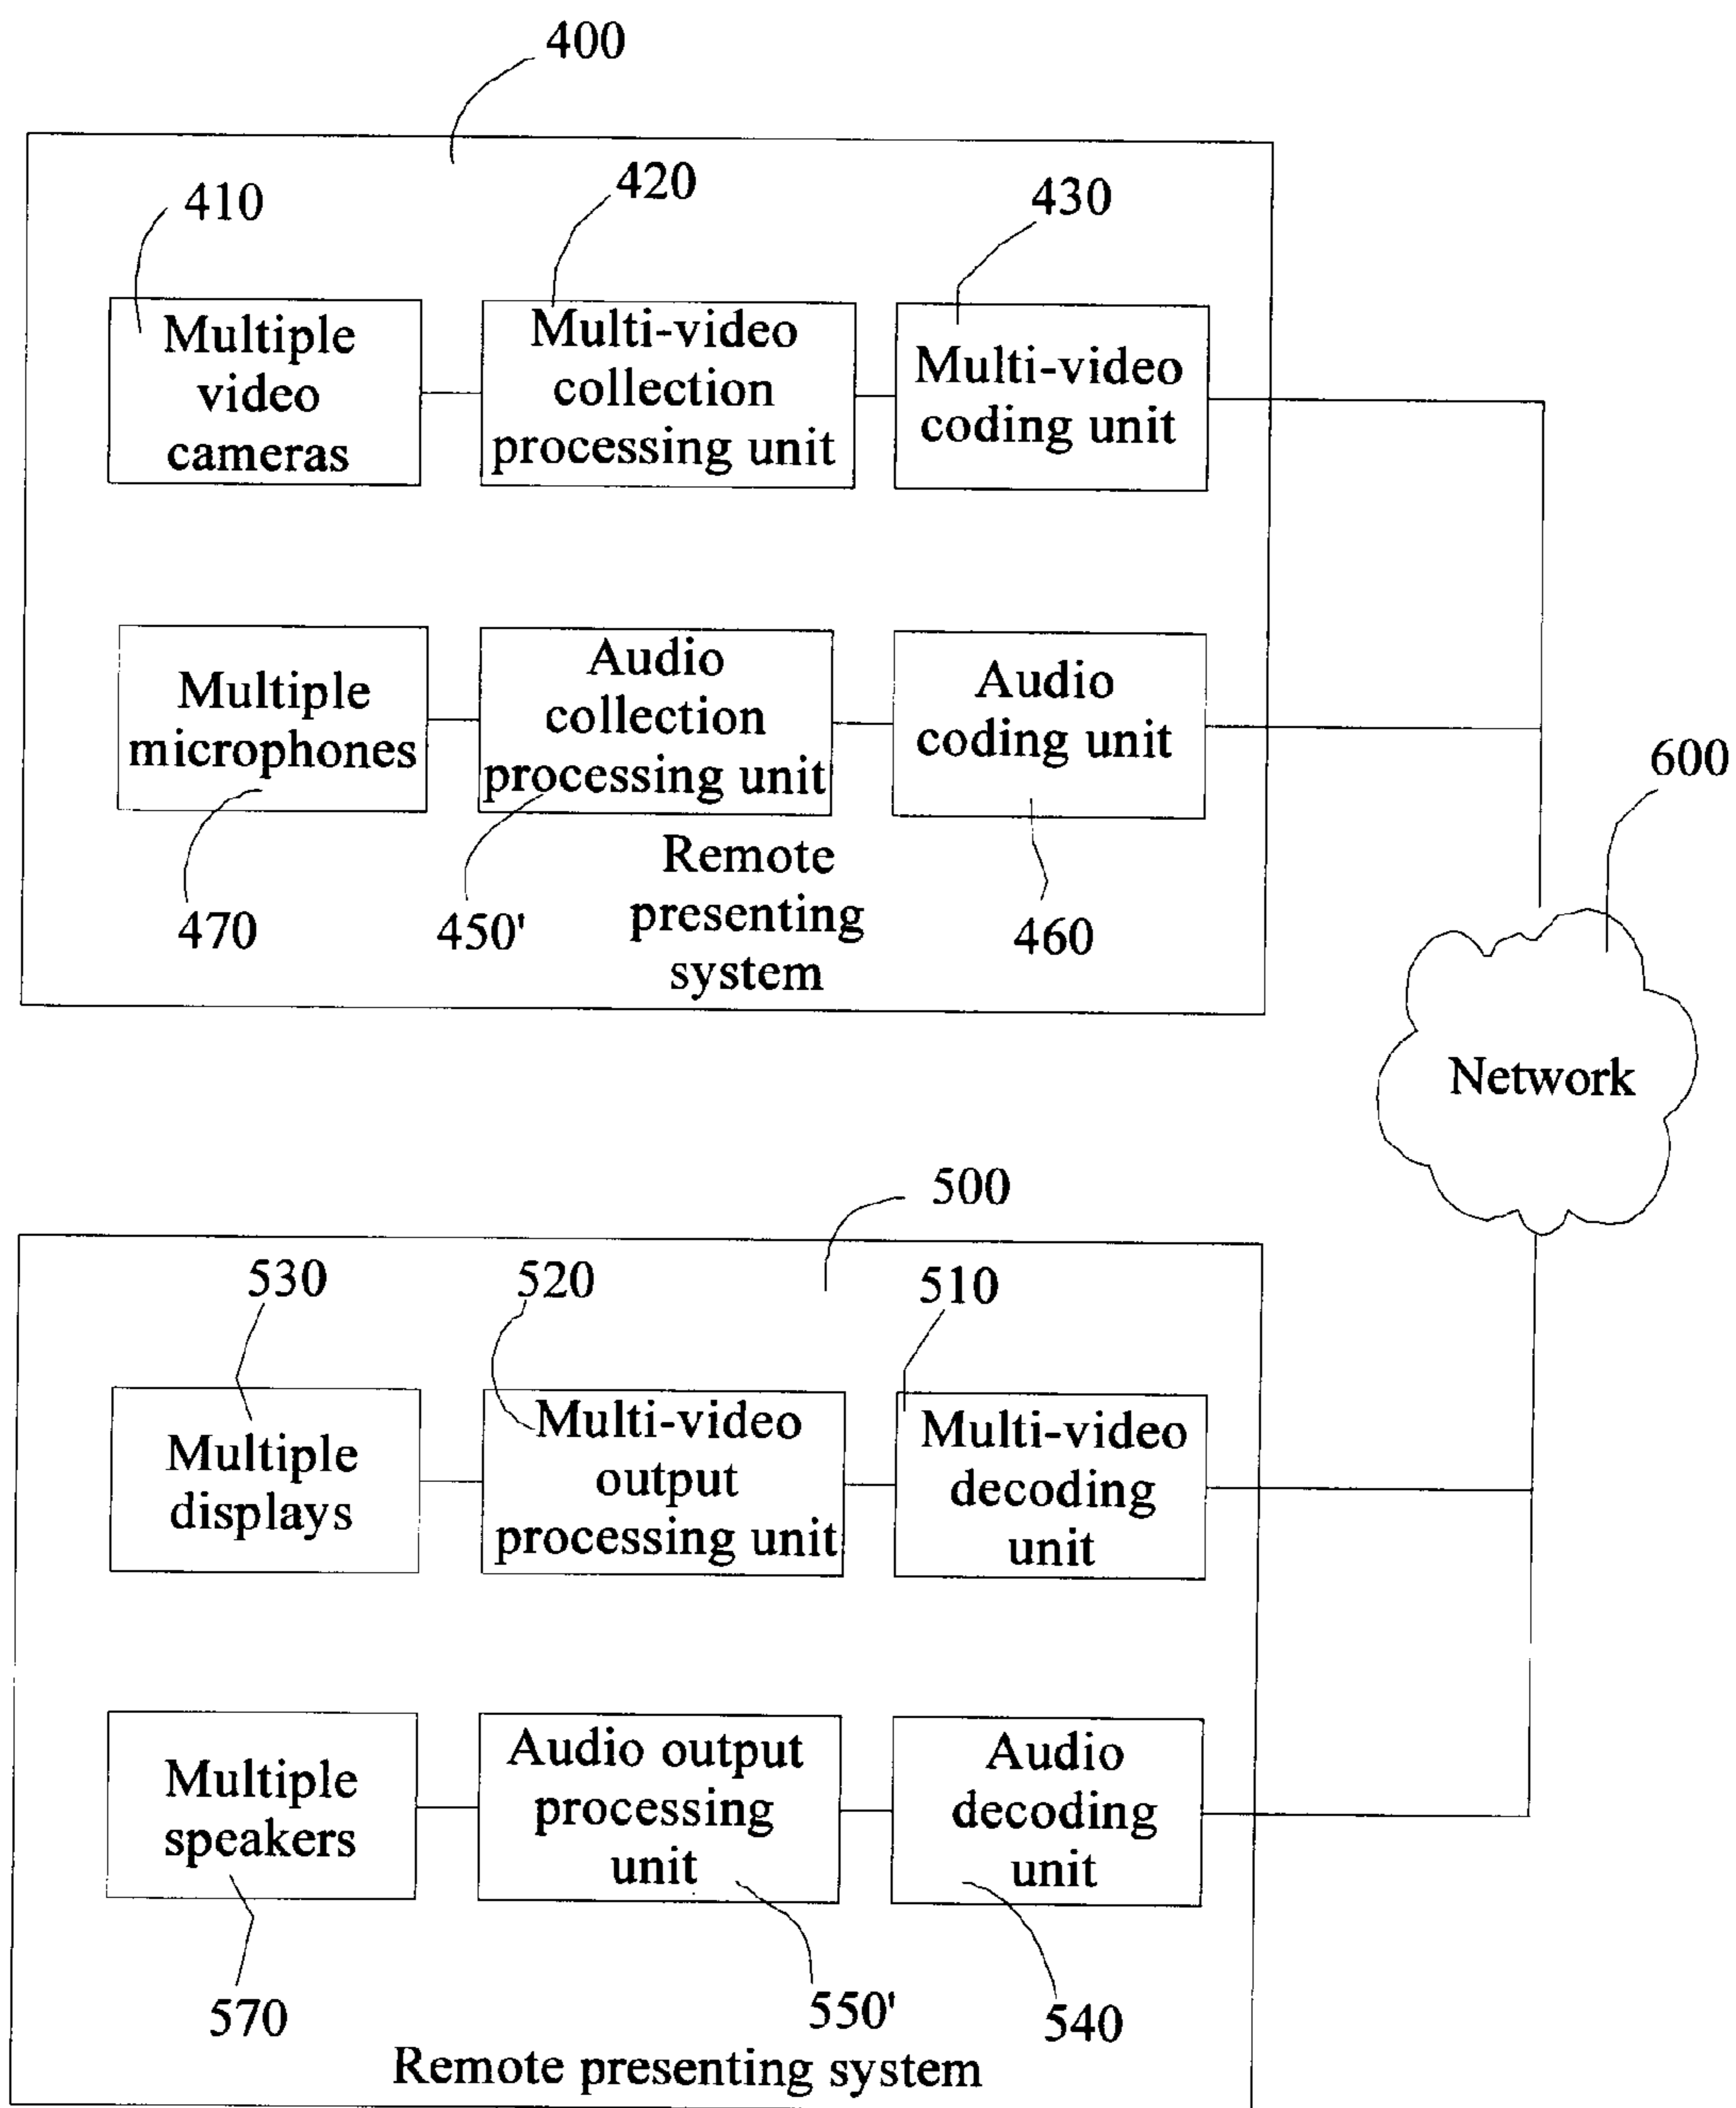 400
410
420
430
Multiple
video
cameras
Multi-video
collection
processing unit
Multi-video
coding unit
Multiple
microphones
Audio
collection
processing unit
Audio
coding unit
470
450'
Remote
presenting
system
460
600
Network
500
530
520
510
Multiple
displays
Multi-video
output
processing unit
Multi-video
decoding
unit
Multiple
speakers
Audio output
processing
unit
Audio
decoding
unit
570
550'
540
Remote presenting system